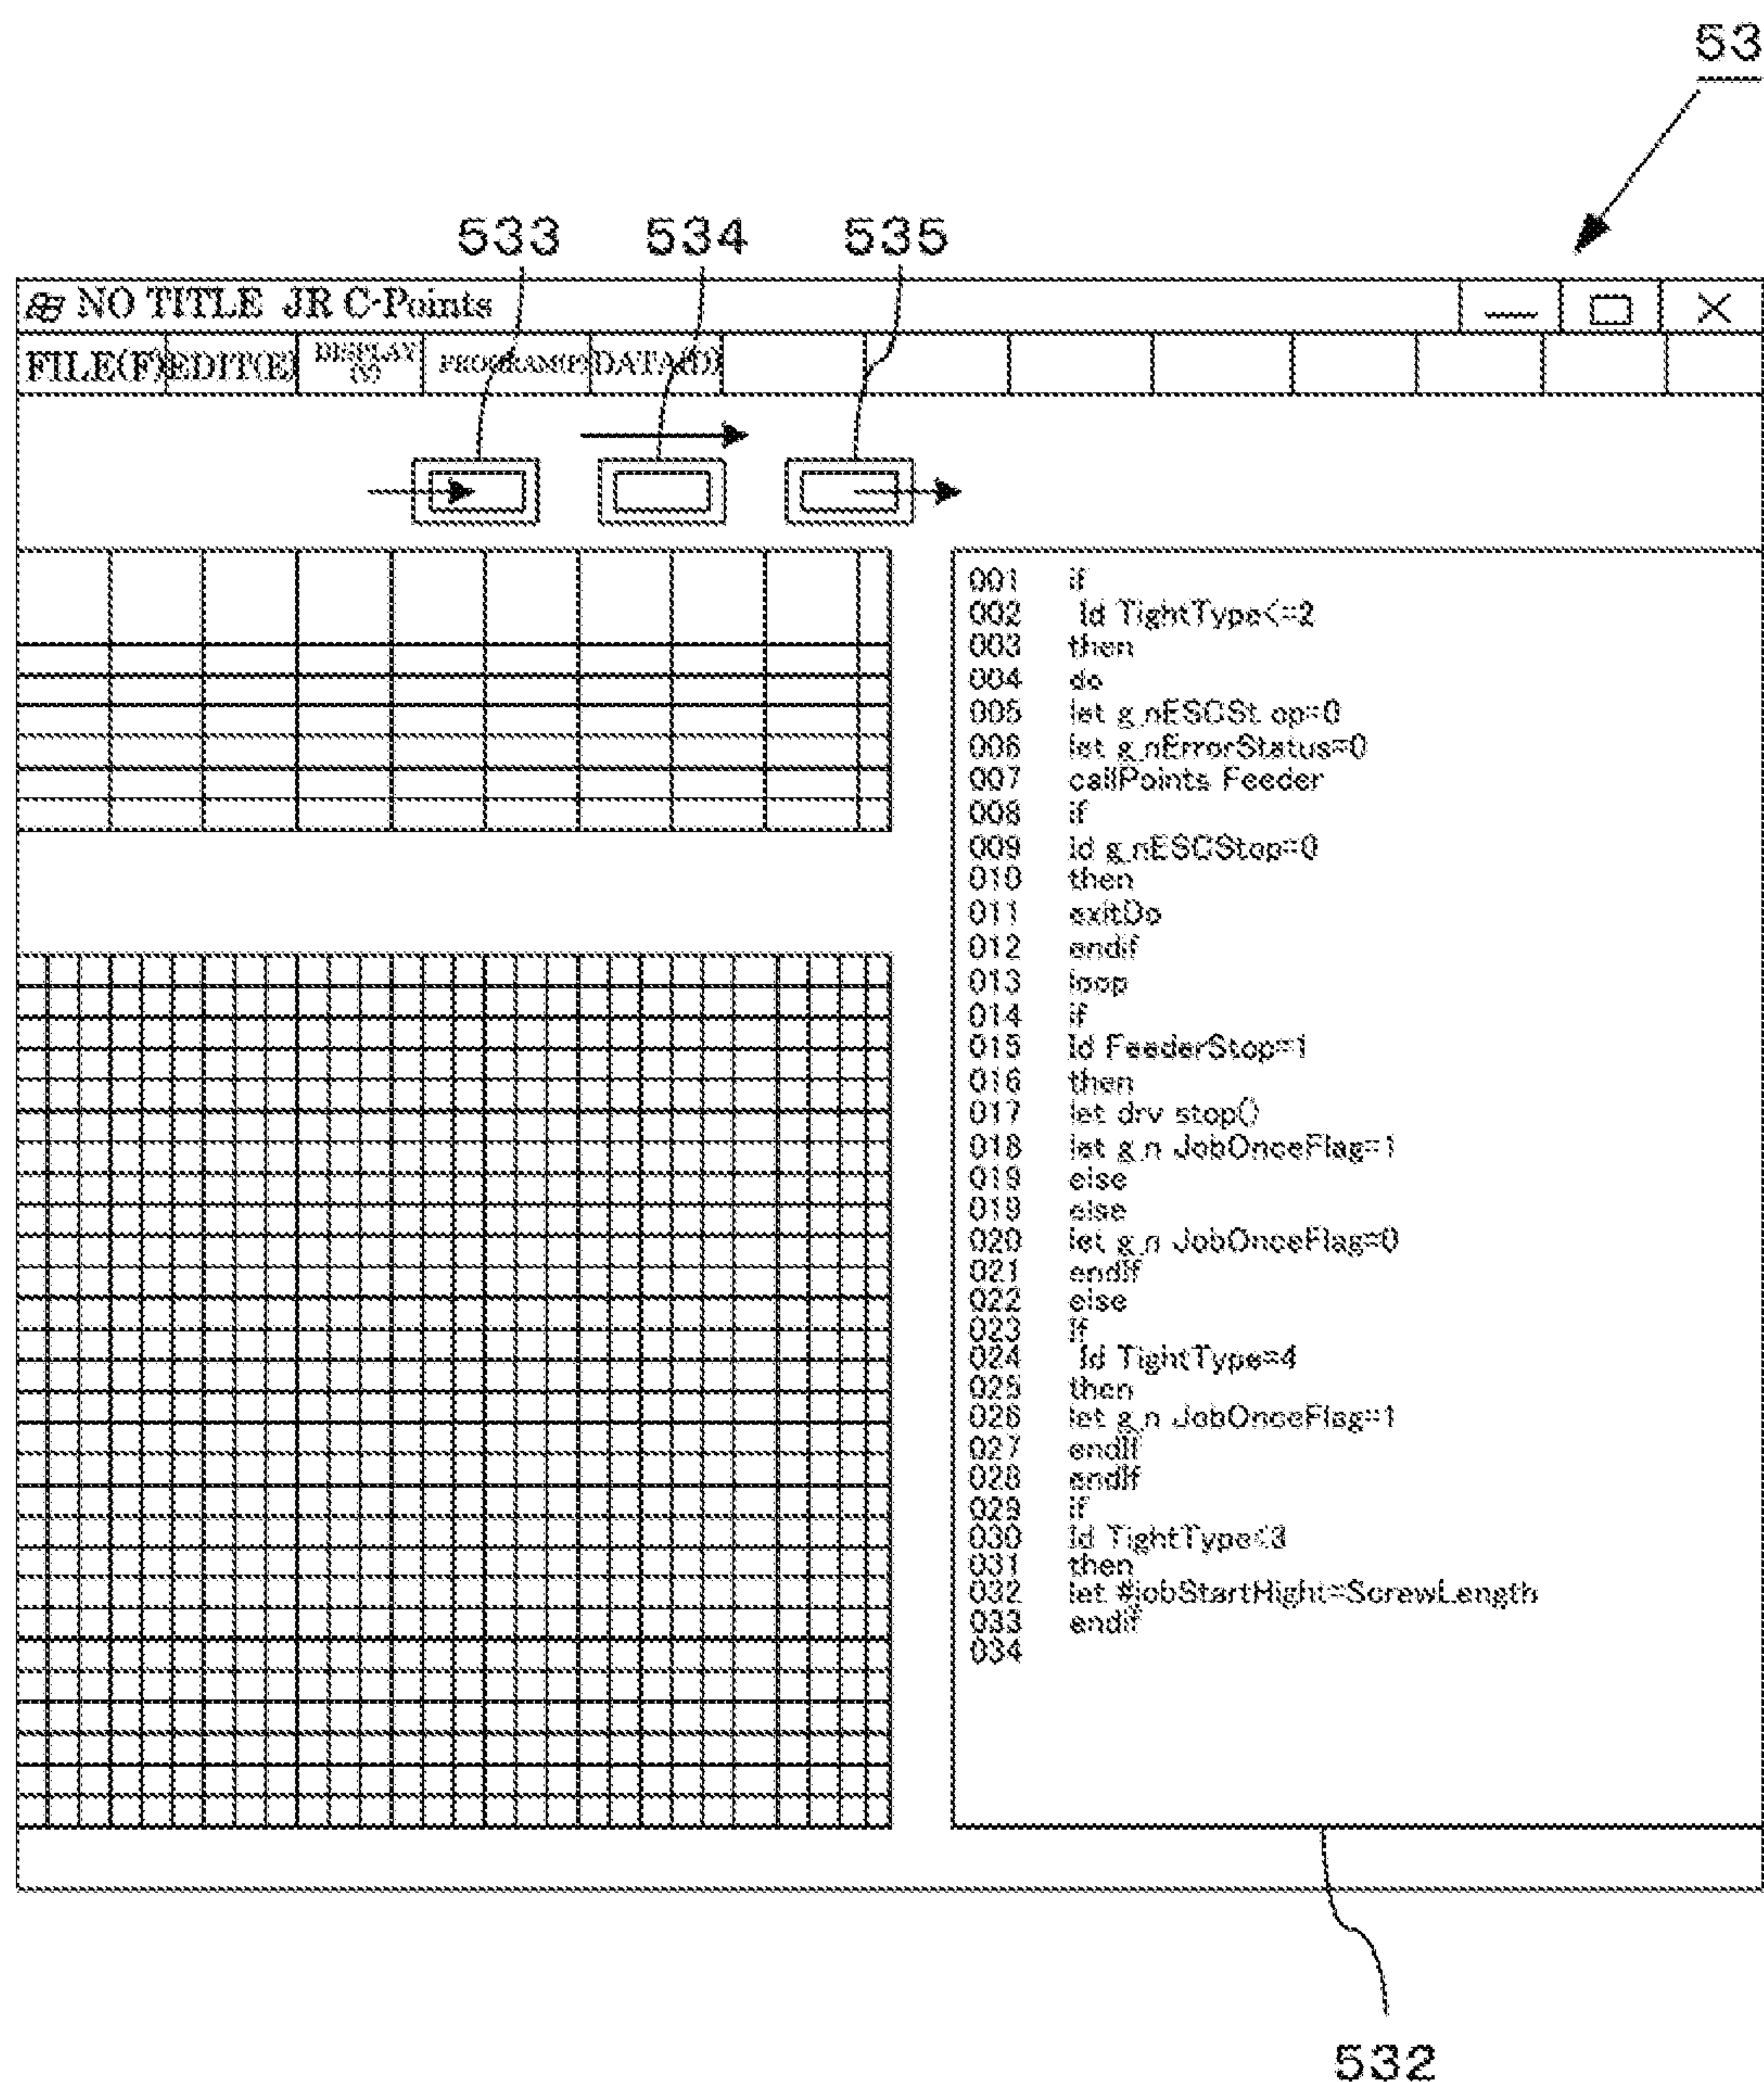 53
533 534 535
NO TITLE JR C-Points
FILE(F) EDIT(E) DISPLAY (V) PROGRAM(P) DATA(D)
001 if
002 ld TightType<=2
003 then
004 do
005 let g_nESCSt op=0
006 let g_nErrorStatus=0
007 callPoints Feeder
008 if
009 ld g_nESCStop=0
010 then
011 exitDo
012 endif
013 loop
014 if
015 ld FeederStop=1
016 then
017 let drv stop()
018 let g_n JobOnceFlag=1
019 else
019 else
020 let g_n JobOnceFlag=0
021 endif
022 else
023 if
024 ld TightType=4
025 then
026 let g_n JobOnceFlag=1
027 endif
028 endif
029 if
030 ld TightType<3
031 then
032 let #jobStartHight=ScrewLength
033 endif
034
532